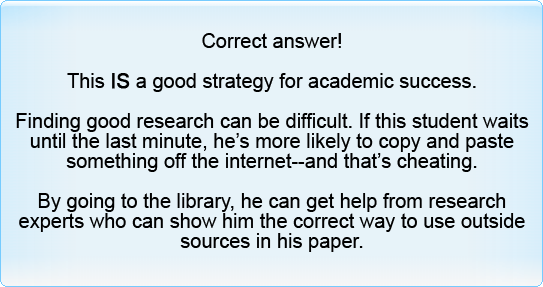 Correct answer!
This IS a good strategy for academic success.
Finding good research can be difficult. If this student waits
until the last minute, he's more likely to copy and paste
something off the internet--and that's cheating.
By going to the library, he can get help from research
experts who can show him the correct way to use outside
sources in his paper.